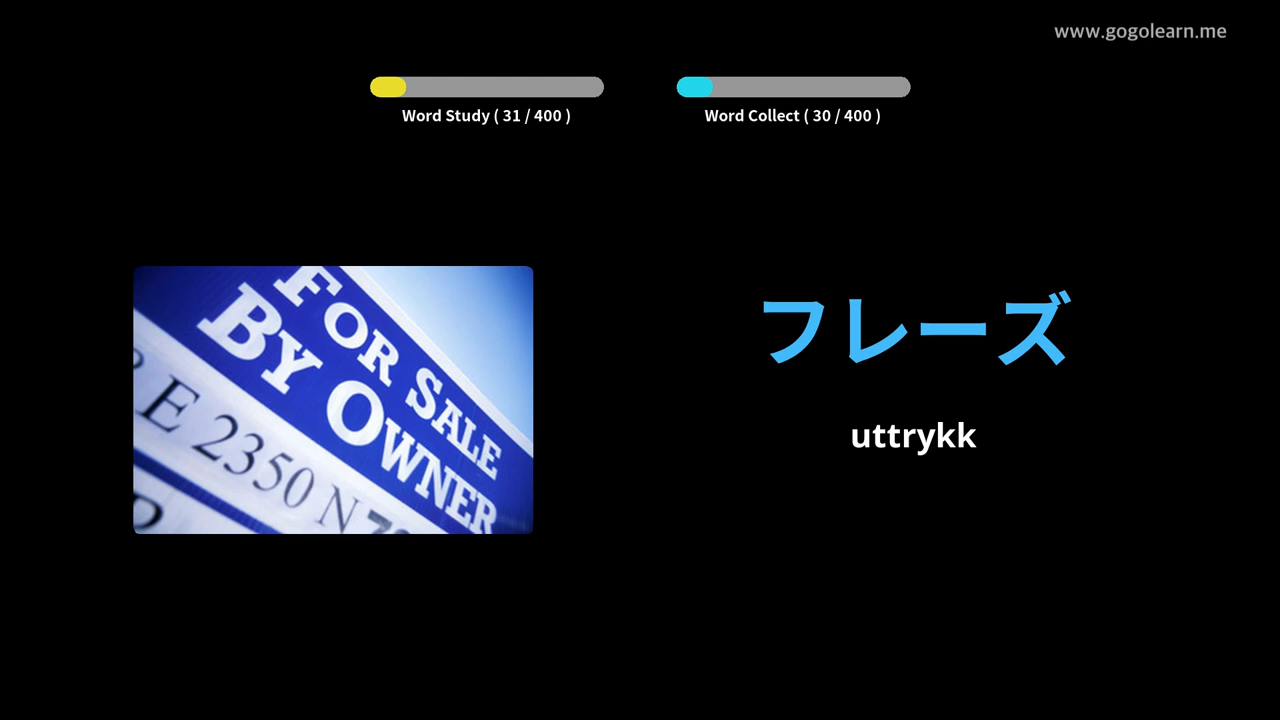 www.gogolearn.me
Word Study ( 31 / 400 )
Word Collect ( 30 / 400 )
FOR SALE
BY OWNER
E 2350 N
フレーズ
uttrykk